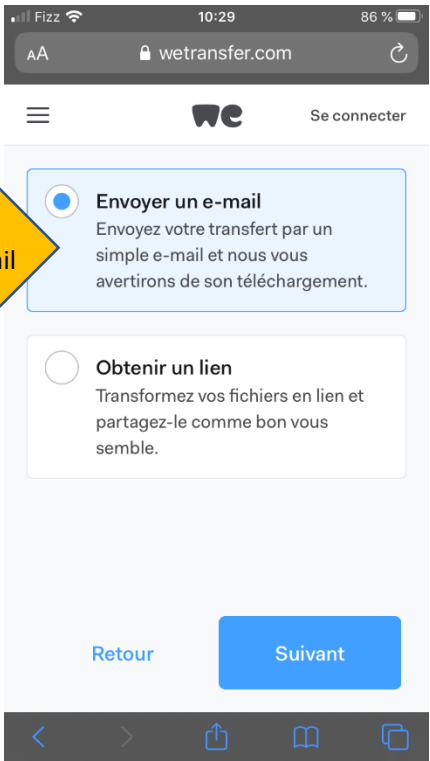 Fizz 10:29 86 %
AA wetransfer.com
we Se connecter
Envoyer un e-mail
Envoyez votre transfert par un
simple e-mail et nous vous
avertirons de son téléchargement.
Obtenir un lien
Transformez vos fichiers en lien et
partagez-le comme bon vous
semble.
Retour Suivant